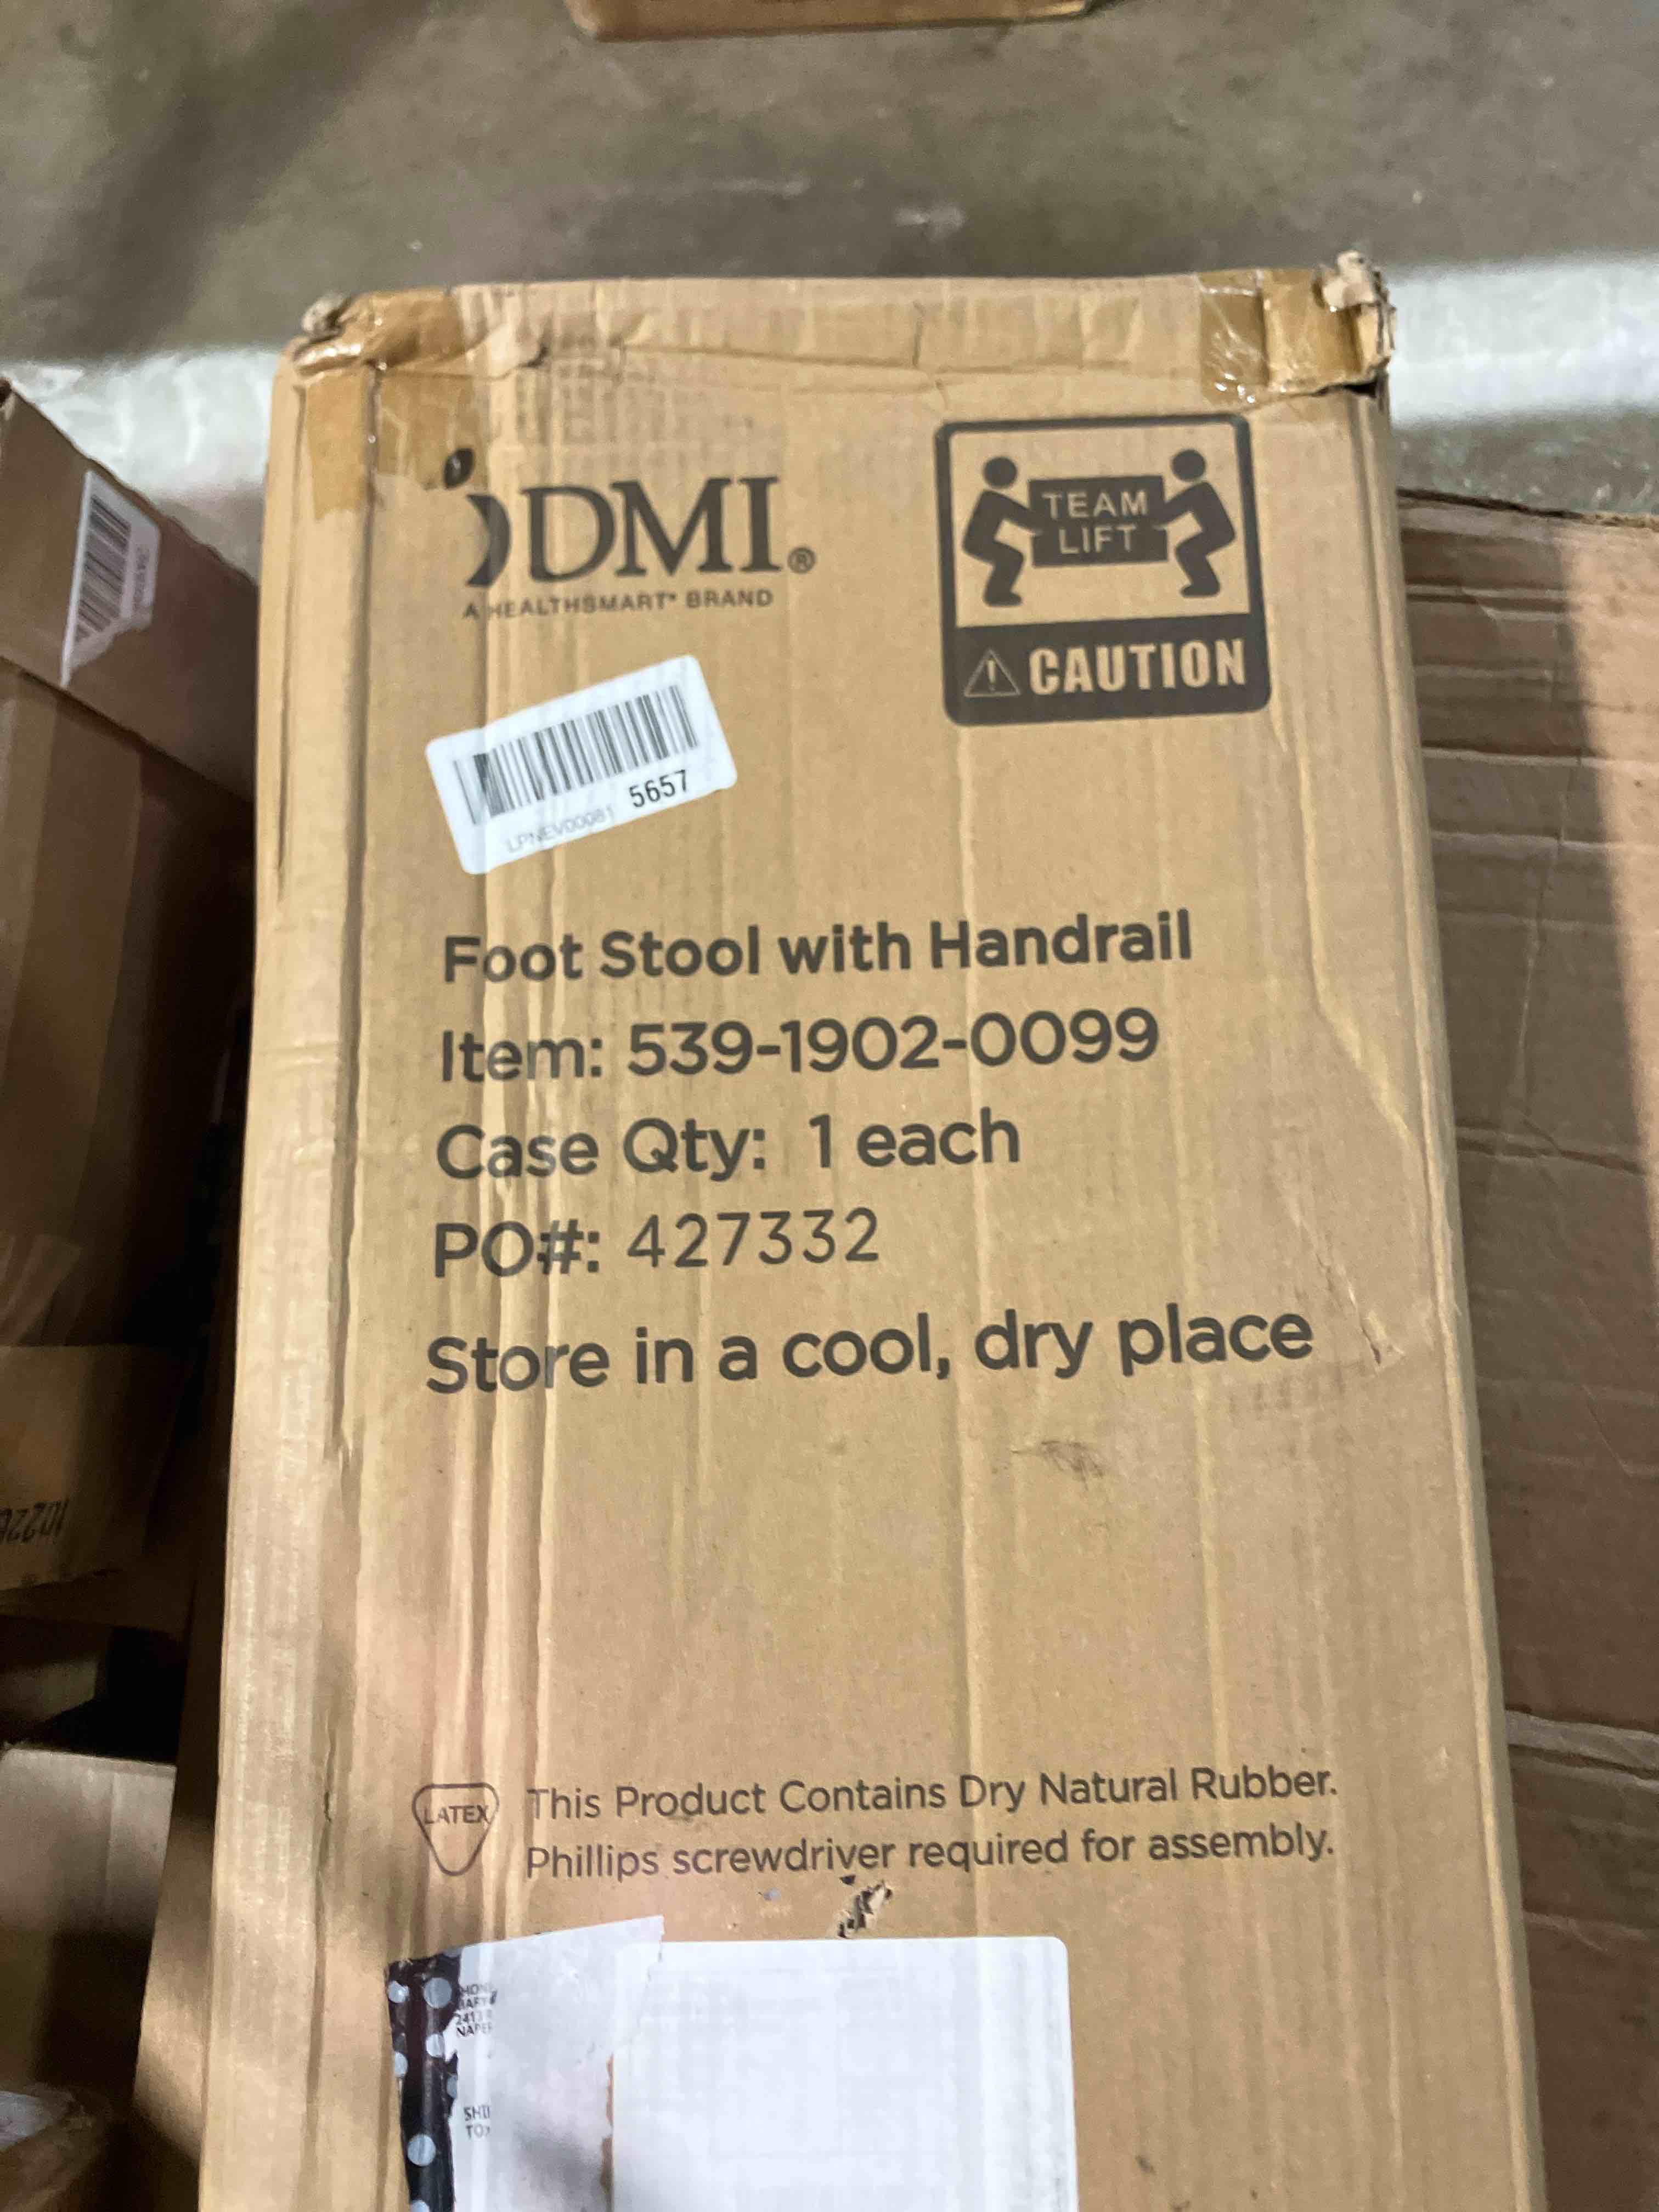 DMI®
A HEALTHSMART® BRAND
TEAM
LIFT
CAUTION
5657
LPNEV00081
Foot Stool with Handrail
Item: 539-1902-0099
Case Qty: 1 each
PO#: 427332
Store in a cool, dry place
LATEX
This Product Contains Dry Natural Rubber.
Phillips screwdriver required for assembly.
TO: